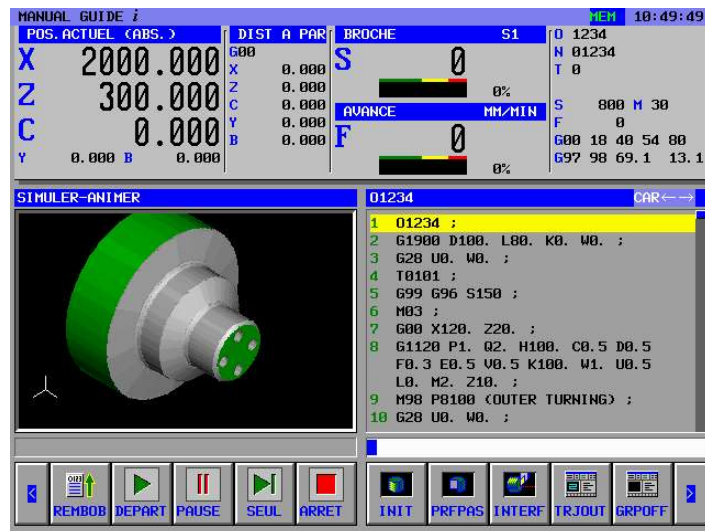 MANUAL GUIDE i MEM 10:49:49
POS.ACTUEL (ABS.) DIST A PAR BROCHE S1 O 1234
N 01234
T 0
X 2000.000
Z 300.000
C 0.000
Y 0.000 B 0.000
G00
X 0.000
Z 0.000
C 0.000
Y 0.000
B 0.000
S 0
0%
AVANCE MM/MIN
F 0
0%
S 800 M 30
F 0
G00 18 40 54 80
G97 98 69.1 13.1
SIMULER-ANIMER
O1234 CAR←→
1 O1234 ;
2 G1900 D100. L80. K0. W0. ;
3 G28 U0. W0. ;
4 T0101 ;
5 G99 G96 S150 ;
6 M03 ;
7 G00 X120. Z20. ;
8 G1120 P1. Q2. H100. C0.5 D0.5
F0.3 E0.5 V0.5 K100. W1. U0.5
L0. M2. Z10. ;
9 M98 P8100 (OUTER TURNING) ;
10 G28 U0. W0. ;
< REMBOB DEPART PAUSE SEUL ARRET INIT PRFPAS INTERF TRJOUT GRPOFF >